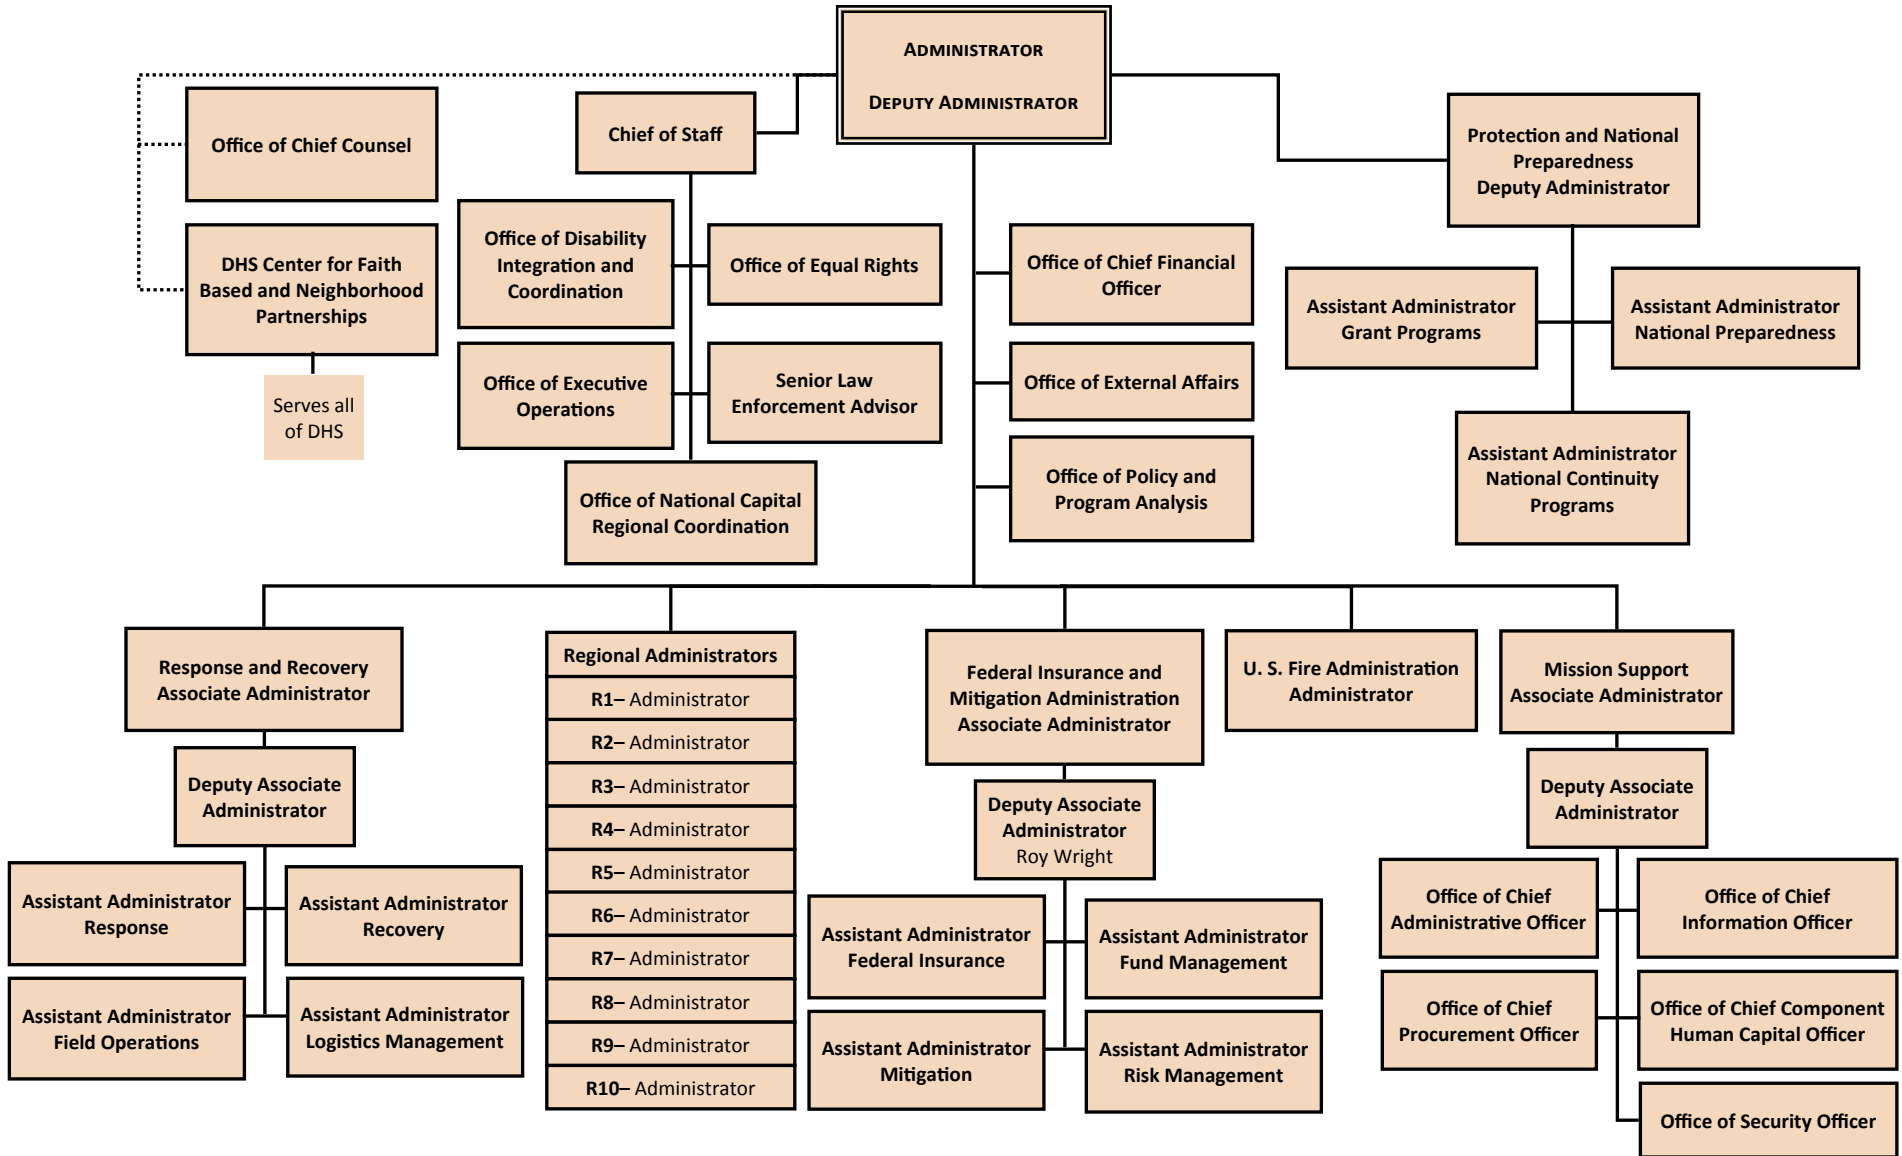 ADMINISTRATOR
DEPUTY ADMINISTRATOR
Office of Chief Counsel
DHS Center for Faith
Based and Neighborhood
Partnerships
Serves all
of DHS
Chief of Staff
Office of Disability
Integration and
Coordination
Office of Equal Rights
Office of Executive
Operations
Senior Law
Enforcement Advisor
Office of National Capital
Regional Coordination
Office of Chief Financial
Officer
Office of External Affairs
Office of Policy and
Program Analysis
Protection and National
Preparedness
Deputy Administrator
Assistant Administrator
Grant Programs
Assistant Administrator
National Preparedness
Assistant Administrator
National Continuity
Programs
Response and Recovery
Associate Administrator
Deputy Associate
Administrator
Assistant Administrator
Response
Assistant Administrator
Recovery
Assistant Administrator
Field Operations
Assistant Administrator
Logistics Management
Regional Administrators
R1– Administrator
R2– Administrator
R3– Administrator
R4– Administrator
R5– Administrator
R6– Administrator
R7– Administrator
R8– Administrator
R9– Administrator
R10– Administrator
Federal Insurance and
Mitigation Administration
Associate Administrator
Deputy Associate
Administrator
Roy Wright
Assistant Administrator
Federal Insurance
Assistant Administrator
Fund Management
Assistant Administrator
Mitigation
Assistant Administrator
Risk Management
U. S. Fire Administration
Administrator
Mission Support
Associate Administrator
Deputy Associate
Administrator
Office of Chief
Administrative Officer
Office of Chief
Information Officer
Office of Chief
Procurement Officer
Office of Chief Component
Human Capital Officer
Office of Security Officer